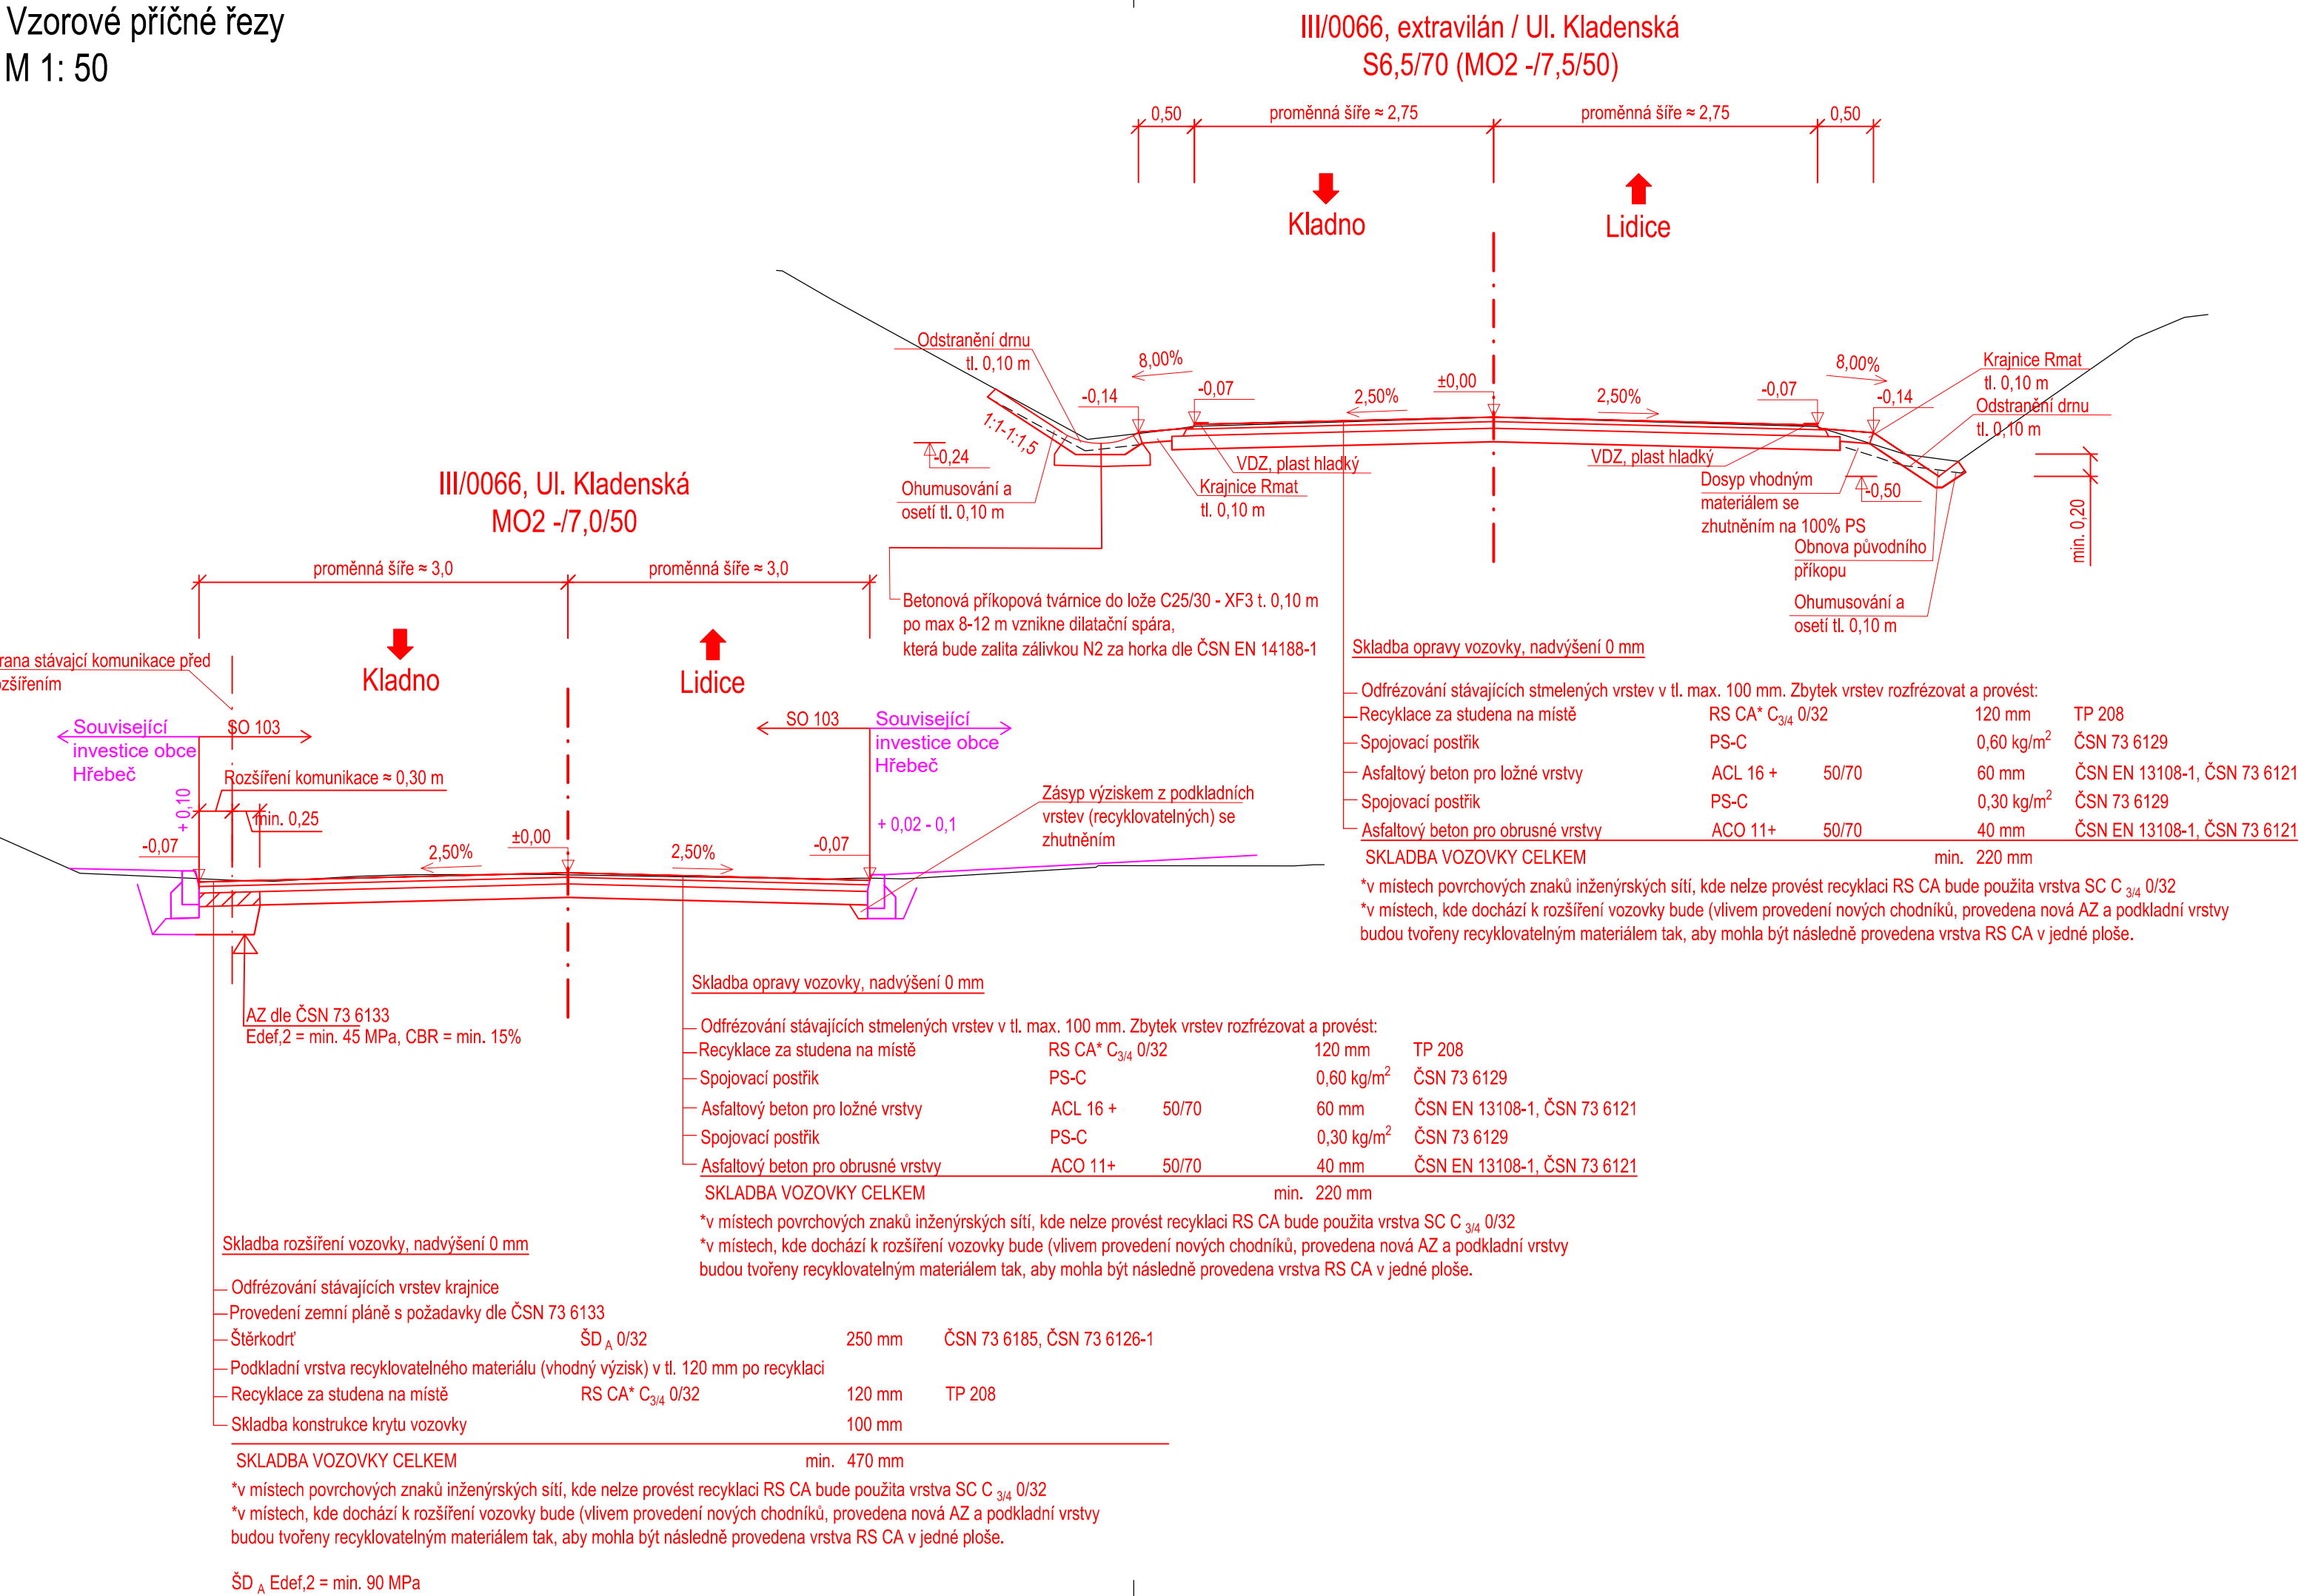 Vzorové příčné řezy
M 1: 50
III/0066, extravilán / Ul. Kladenská
S6,5/70 (MO2 -/7,5/50)
0,50
proměnná šíře ≈ 2,75
proměnná šíře ≈ 2,75
0,50
Kladno
Lidice
Odstranění drnu
tl. 0,10 m
8,00%
-0,14
-0,07
2,50%
±0,00
2,50%
-0,07
8,00%
-0,14
Krajnice Rmat
tl. 0,10 m
Odstranění drnu
tl. 0,10 m
1:1-1:1,5
-0,24
Ohumusování a
osetí tl. 0,10 m
VDZ, plast hladký
Krajnice Rmat
tl. 0,10 m
VDZ, plast hladký
Dosyp vhodným
materiálem se
zhutněním na 100% PS
-0,50
min. 0,20
Obnova původního
příkopu
Ohumusování a
osetí tl. 0,10 m
Betonová příkopová tvárnice do lože C25/30 - XF3 t. 0,10 m
po max 8-12 m vznikne dilatační spára,
která bude zalita zálivkou N2 za horka dle ČSN EN 14188-1
Skladba opravy vozovky, nadvýšení 0 mm
Odfrézování stávajících stmelených vrstev v tl. max. 100 mm. Zbytek vrstev rozfrézovat a provést:
Recyklace za studena na místě RS CA* C3/4 0/32 120 mm TP 208
Spojovací postřik PS-C 0,60 kg/m² ČSN 73 6129
Asfaltový beton pro ložné vrstvy ACL 16 + 50/70 60 mm ČSN EN 13108-1, ČSN 73 6121
Spojovací postřik PS-C 0,30 kg/m² ČSN 73 6129
Asfaltový beton pro obrusné vrstvy ACO 11+ 50/70 40 mm ČSN EN 13108-1, ČSN 73 6121
SKLADBA VOZOVKY CELKEM min. 220 mm
*v místech povrchových znaků inženýrských sítí, kde nelze provést recyklaci RS CA bude použita vrstva SC C 3/4 0/32
*v místech, kde dochází k rozšíření vozovky bude (vlivem provedení nových chodníků, provedena nová AZ a podkladní vrstvy
budou tvořeny recyklovatelným materiálem tak, aby mohla být následně provedena vrstva RS CA v jedné ploše.
III/0066, Ul. Kladenská
MO2 -/7,0/50
proměnná šíře ≈ 3,0
proměnná šíře ≈ 3,0
Kladno
Lidice
rana stávajcí komunikace před
ozšířením
Související
investice obce
Hřebeč
SO 103
SO 103
Související
investice obce
Hřebeč
Rozšíření komunikace ≈ 0,30 m
min. 0,25
+ 0,10
-0,07
2,50%
±0,00
2,50%
-0,07
+ 0,02 - 0,1
Zásyp výziskem z podkladních
vrstev (recyklovatelných) se
zhutněním
AZ dle ČSN 73 6133
Edef,2 = min. 45 MPa, CBR = min. 15%
Skladba opravy vozovky, nadvýšení 0 mm
Odfrézování stávajících stmelených vrstev v tl. max. 100 mm. Zbytek vrstev rozfrézovat a provést:
Recyklace za studena na místě RS CA* C3/4 0/32 120 mm TP 208
Spojovací postřik PS-C 0,60 kg/m² ČSN 73 6129
Asfaltový beton pro ložné vrstvy ACL 16 + 50/70 60 mm ČSN EN 13108-1, ČSN 73 6121
Spojovací postřik PS-C 0,30 kg/m² ČSN 73 6129
Asfaltový beton pro obrusné vrstvy ACO 11+ 50/70 40 mm ČSN EN 13108-1, ČSN 73 6121
SKLADBA VOZOVKY CELKEM min. 220 mm
*v místech povrchových znaků inženýrských sítí, kde nelze provést recyklaci RS CA bude použita vrstva SC C 3/4 0/32
*v místech, kde dochází k rozšíření vozovky bude (vlivem provedení nových chodníků, provedena nová AZ a podkladní vrstvy
budou tvořeny recyklovatelným materiálem tak, aby mohla být následně provedena vrstva RS CA v jedné ploše.
Skladba rozšíření vozovky, nadvýšení 0 mm
Odfrézování stávajících vrstev krajnice
Provedení zemní pláně s požadavky dle ČSN 73 6133
Štěrkodrť ŠD A 0/32 250 mm ČSN 73 6185, ČSN 73 6126-1
Podkladní vrstva recyklovatelného materiálu (vhodný výzisk) v tl. 120 mm po recyklaci
Recyklace za studena na místě RS CA* C3/4 0/32 120 mm TP 208
Skladba konstrukce krytu vozovky 100 mm
SKLADBA VOZOVKY CELKEM min. 470 mm
*v místech povrchových znaků inženýrských sítí, kde nelze provést recyklaci RS CA bude použita vrstva SC C 3/4 0/32
*v místech, kde dochází k rozšíření vozovky bude (vlivem provedení nových chodníků, provedena nová AZ a podkladní vrstvy
budou tvořeny recyklovatelným materiálem tak, aby mohla být následně provedena vrstva RS CA v jedné ploše.
ŠD A Edef,2 = min. 90 MPa